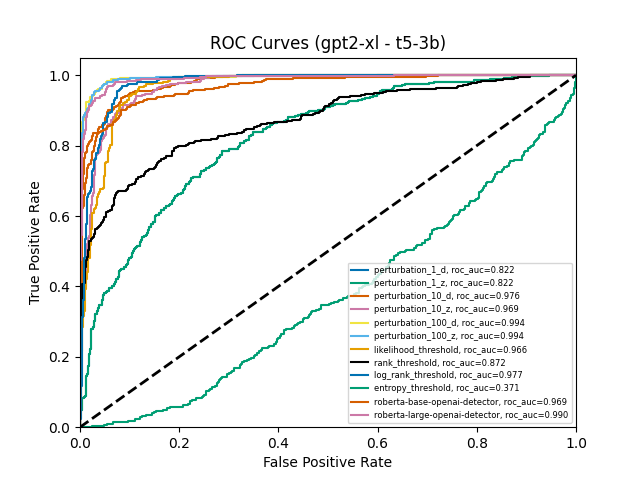 ROC Curves (gpt2-xl - t5-3b)
1.0
0.8
0.6
0.4
0.2
0.0
True Positive Rate
perturbation_1_d, roc_auc=0.822
perturbation_1_z, roc_auc=0.822
perturbation_10_d, roc_auc=0.976
perturbation_10_z, roc_auc=0.969
perturbation_100_d, roc_auc=0.994
perturbation_100_z, roc_auc=0.994
likelihood_threshold, roc_auc=0.966
rank_threshold, roc_auc=0.872
log_rank_threshold, roc_auc=0.977
entropy_threshold, roc_auc=0.371
roberta-base-openai-detector, roc_auc=0.969
roberta-large-openai-detector, roc_auc=0.990
0.0 0.2 0.4 0.6 0.8 1.0
False Positive Rate